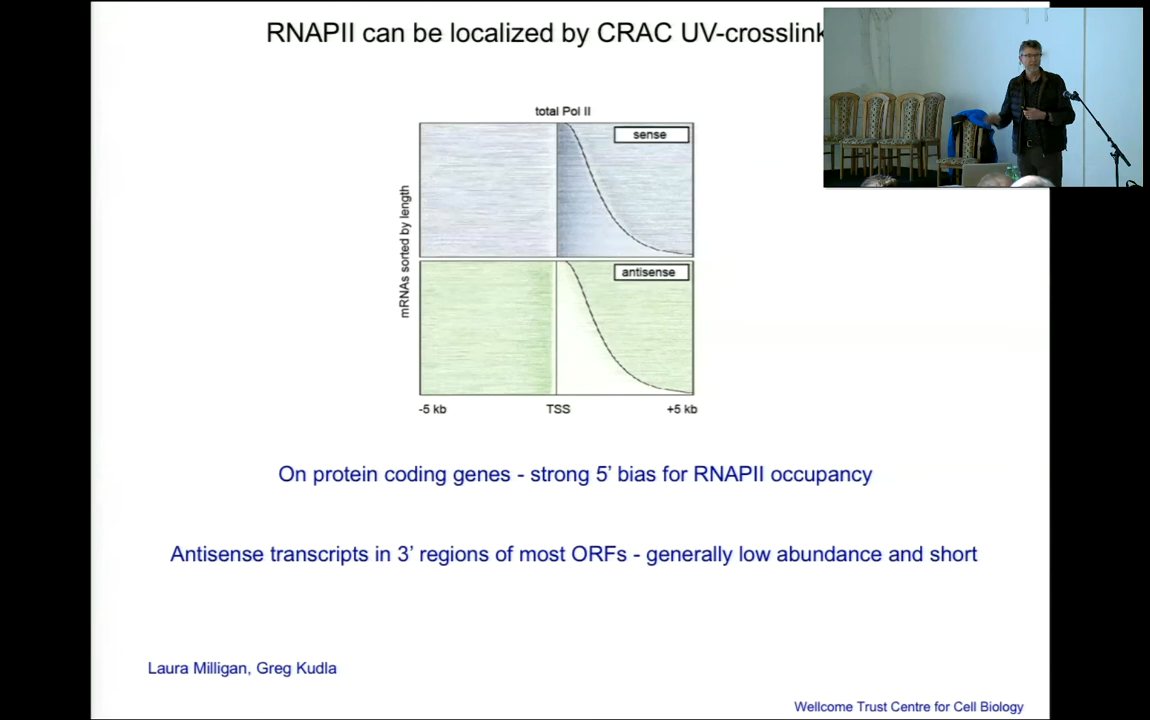 RNAPII can be localized by CRAC UV-crosslink
total Pol II
sense
mRNAs sorted by length
antisense
-5 kb
TSS
+5 kb
On protein coding genes - strong 5’ bias for RNAPII occupancy
Antisense transcripts in 3’ regions of most ORFs - generally low abundance and short
Laura Milligan, Greg Kudla
Wellcome Trust Centre for Cell Biology